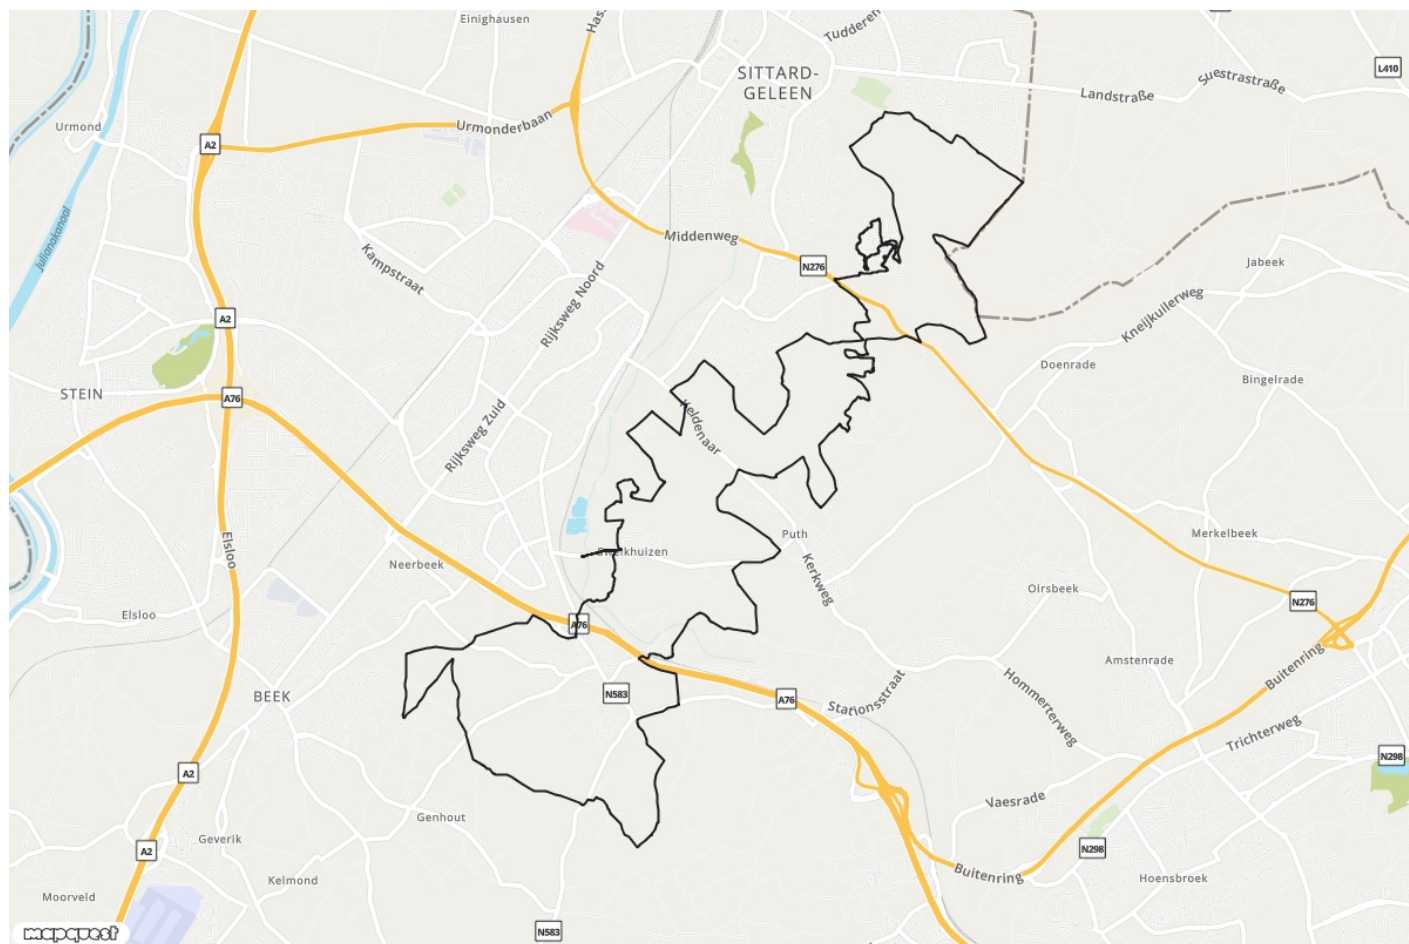 Einighausen
Hass
Tudderen
SITTARD-
GELEEN
L410
Suestrastraße
Landstraße
Urmond
Urmonderbaan
A2
Julianakanaal
Middenweg
N276
Jabeek
Kampstraat
Rijksweg Noord
Kneijkuilerweg
A2
Doenrade
Bingelrade
STEIN
A76
Keldenaar
Rijksweg Zuid
Elsloo
Puth
Merkelbeek
Neerbeek
Kerkweg
Oirsbeek
Elsloo
N276
A76
Amstenrade
Buitenring
BEEK
N583
A76
Stationsstraat
Hommerterweg
Trichterweg
N298
A2
Vaesrade
Genhout
Geverik
A2
N298
Buitenring
Hoensbroek
Kelmond
Moorveld
N583
mapquest